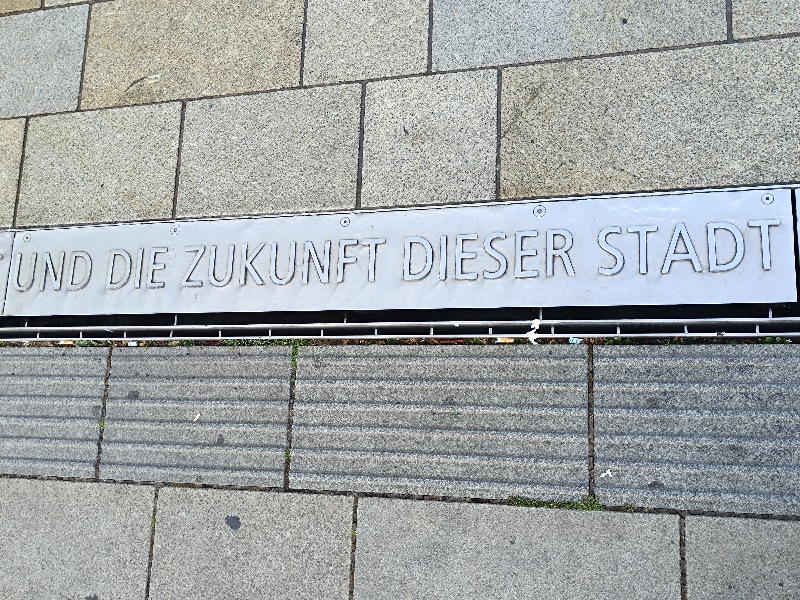 UND DIE ZUKUNFT DIESER STADT